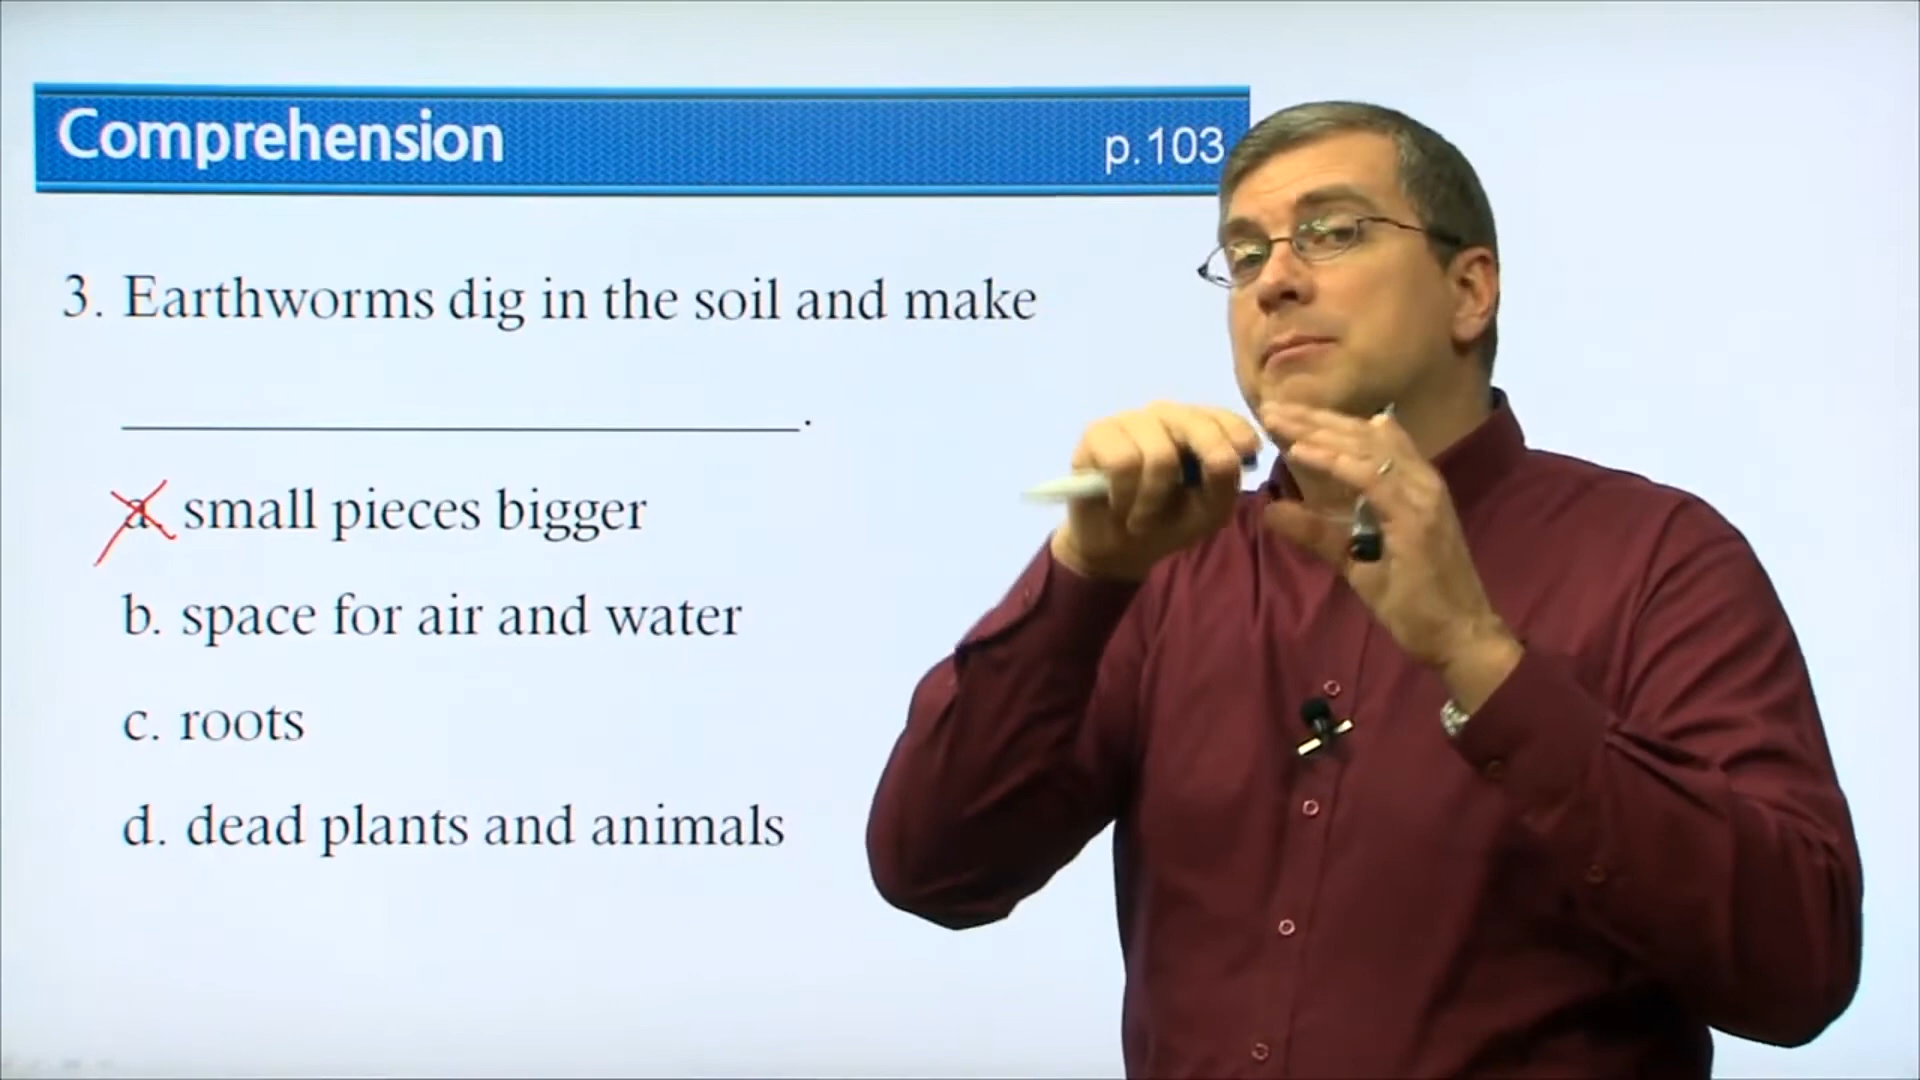 Comprehension p.103
3. Earthworms dig in the soil and make
.
a. small pieces bigger
b. space for air and water
c. roots
d. dead plants and animals